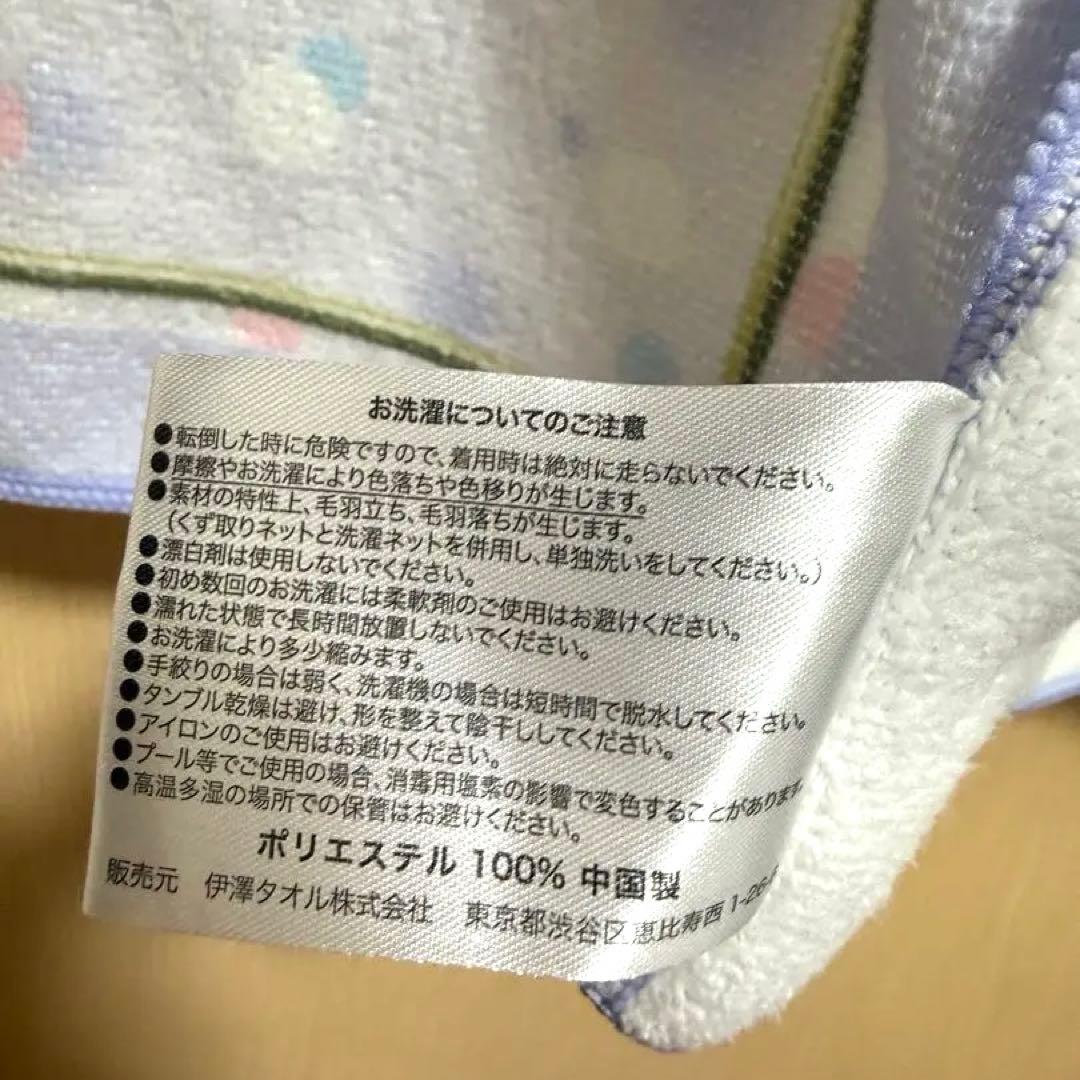 お洗濯についてのご注意
●転倒した時に危険ですので、着用時は絶対に走らないでください。
●摩擦やお洗濯により色落ちや色移りが生じます。
●素材の特性上、毛羽立ち、毛羽落ちが生じます。
（くず取りネットと洗濯ネットを併用し、単独洗いをしてください。）
●漂白剤は使用しないでください。
●初め数回のお洗濯には柔軟剤のご使用はお避けください。
●濡れた状態で長時間放置しないでください。
●お洗濯により多少縮みます。
●手絞りの場合は弱く、洗濯機の場合は短時間で脱水してください。
●タンブル乾燥は避け、形を整えて陰干ししてください。
●アイロンのご使用はお避けください。
●プール等でご使用の場合、消毒用塩素の影響で変色することがあります。
●高温多湿の場所での保管はお避けください。
ポリエステル 100% 中国製
販売元 伊澤タオル株式会社 東京都渋谷区恵比寿西 1-26-